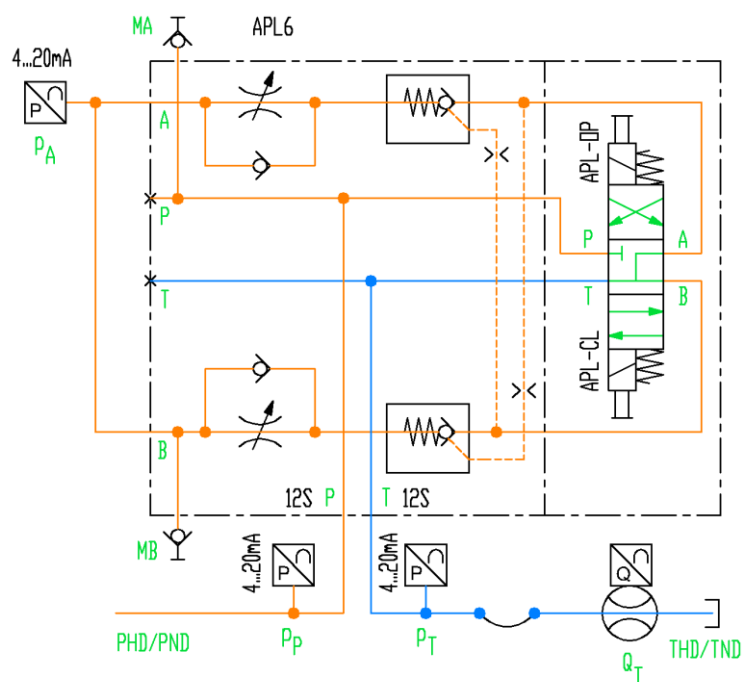 MA
APL6
4...20mA
P
A
PA
P
T
APL-OP
P
A
T
B
APL-CL
B
12S P
T 12S
MB
4...20mA
P
4...20mA
P
Q
PHD/PND
PP
PT
QT
THD/TND